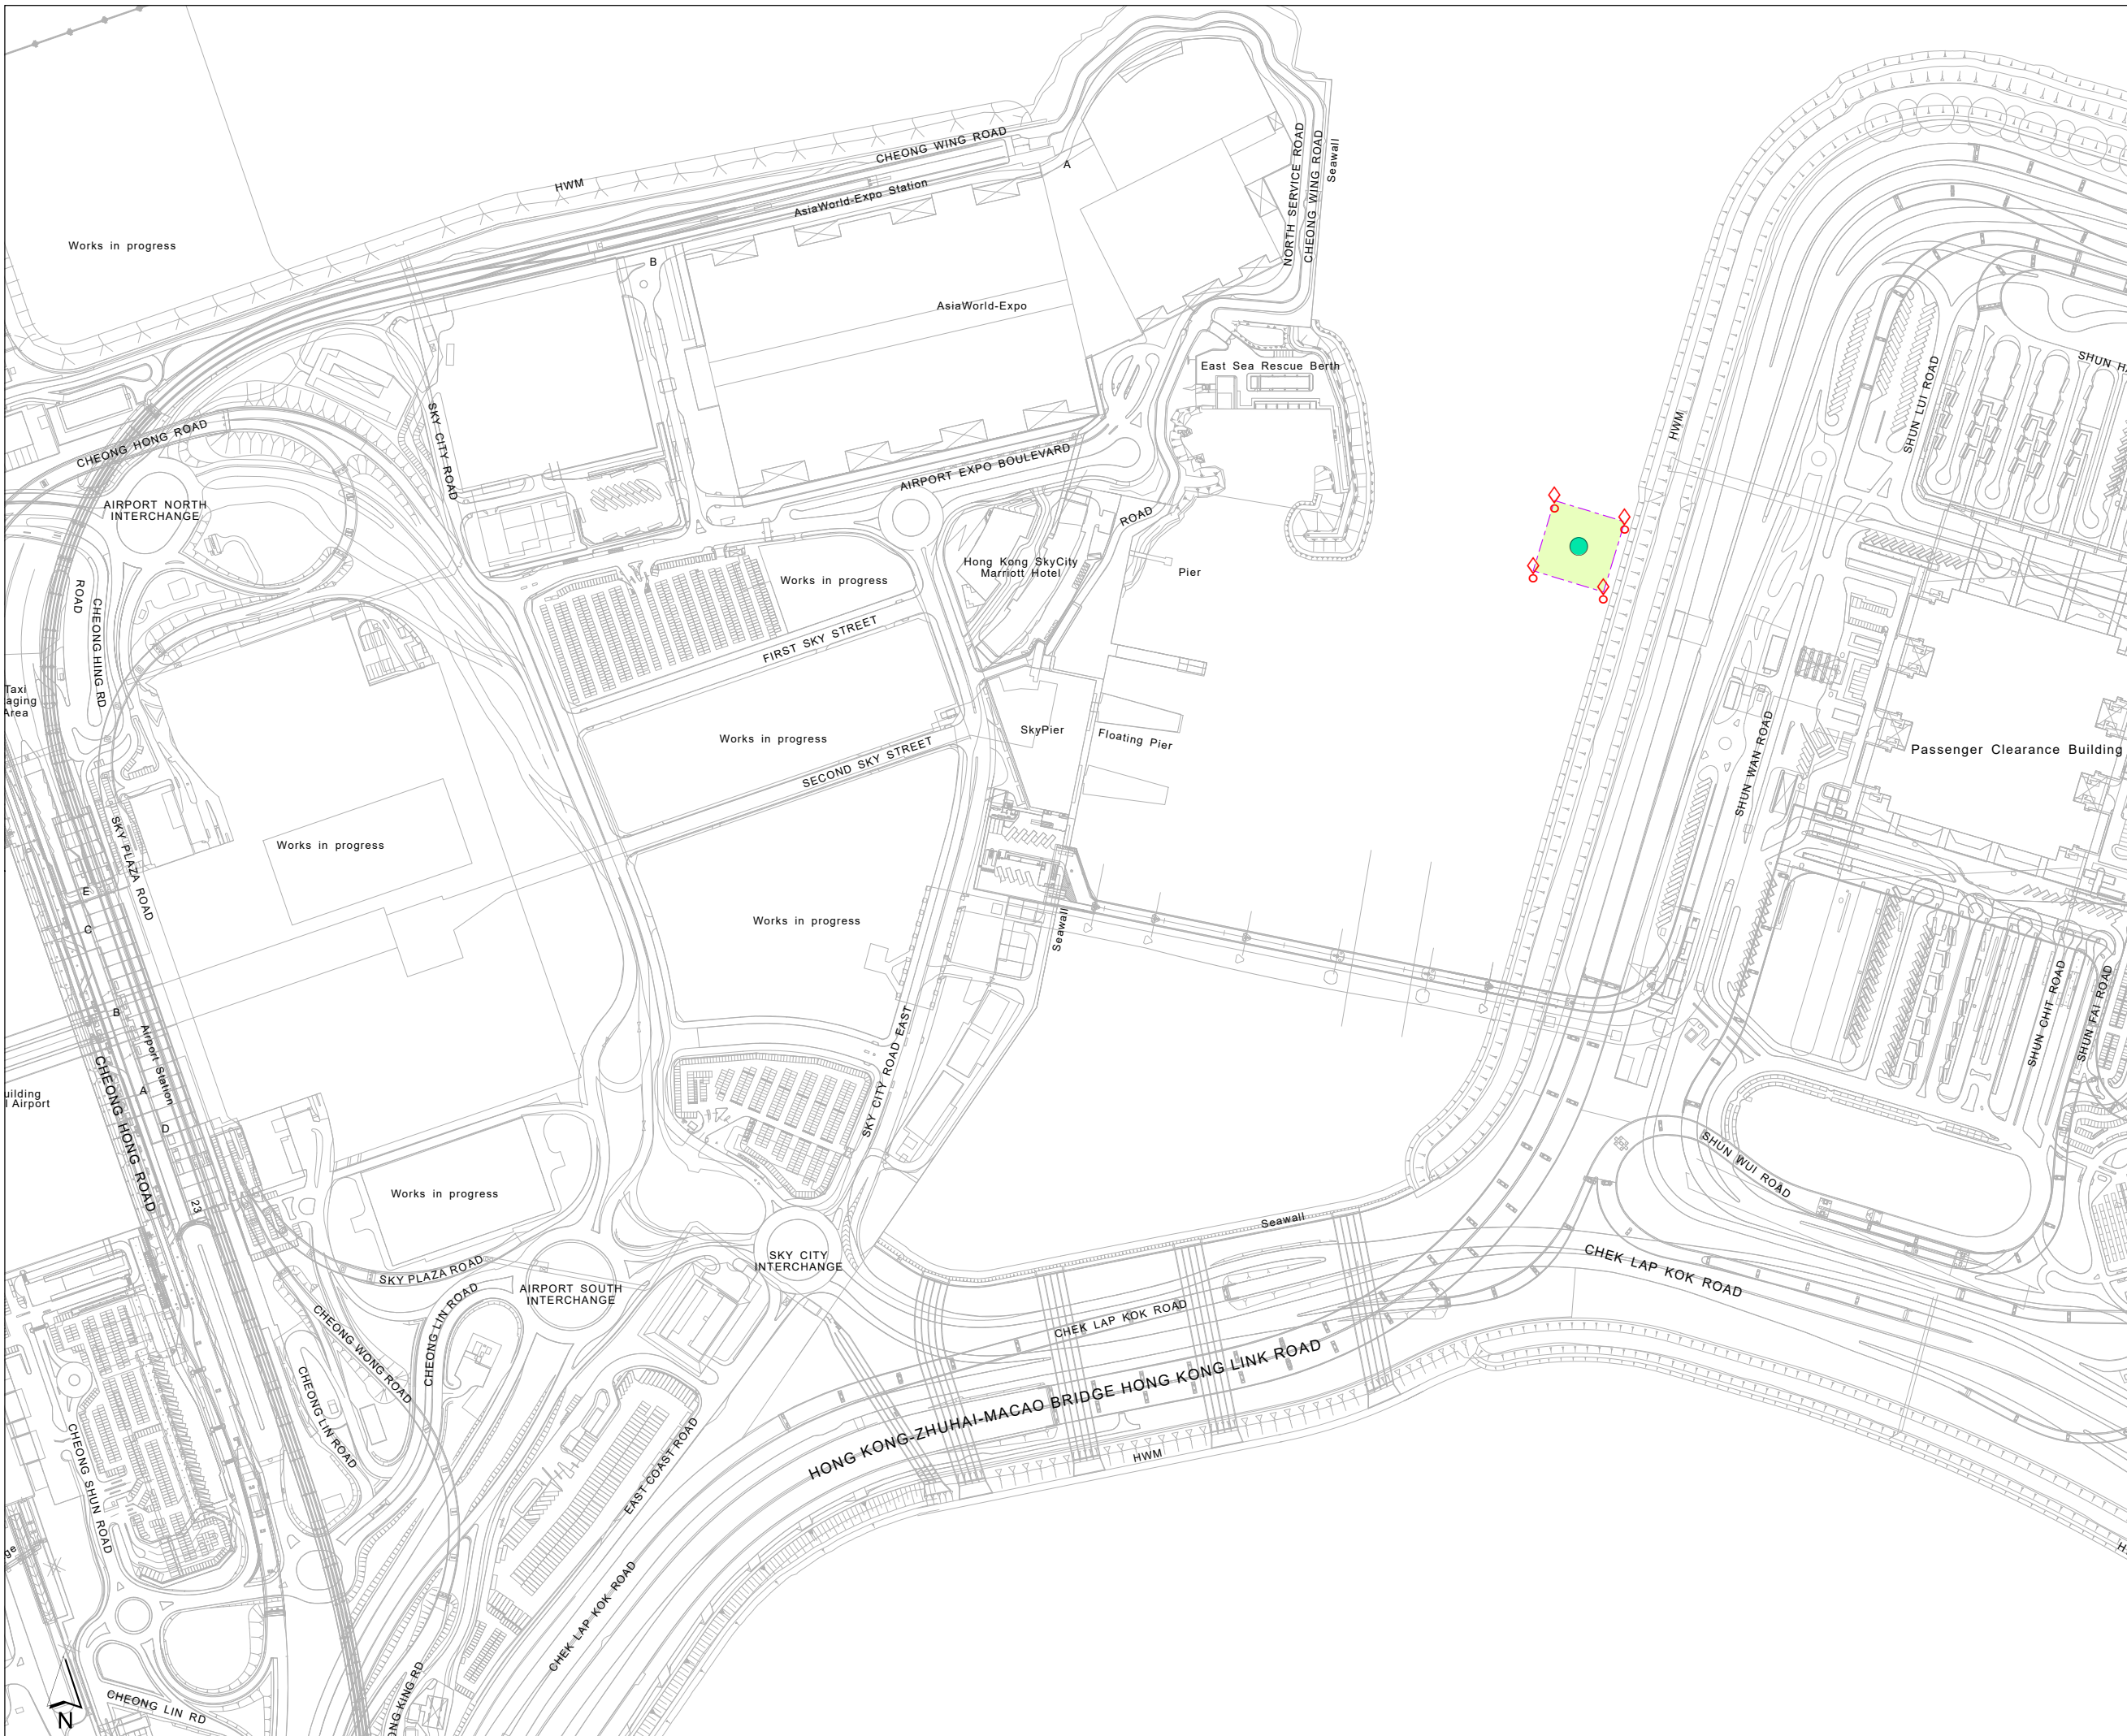 CHEONG WING ROAD
HWM
AsiaWorld-Expo Station
A
NORTH SERVICE ROAD
CHEONG WING ROAD
Seawall
Works in progress
B
AsiaWorld-Expo
East Sea Rescue Berth
SHUN LUI ROAD
HWM
SKY CITY ROAD
CHEONG HONG ROAD
AIRPORT EXPO BOULEVARD
AIRPORT NORTH
INTERCHANGE
ROAD
Hong Kong SkyCity
Marriott Hotel
Pier
Works in progress
ROAD
CHEONG HING RD
FIRST SKY STREET
Taxi
Area
SkyPier
Floating Pier
Works in progress
SECOND SKY STREET
SHUN WAN ROAD
Passenger Clearance Building
Works in progress
SKY PLAZA ROAD
E
C
Works in progress
Seawall
B
Airport Station
A
D
CHEONG HONG ROAD
Airport
SKY CITY ROAD EAST
SHUN CHIT ROAD
SHUN FAI ROAD
SHUN WUI ROAD
Works in progress
23
Seawall
SKY CITY
INTERCHANGE
SKY PLAZA ROAD
AIRPORT SOUTH
INTERCHANGE
CHEK LAP KOK ROAD
CHEK LAP KOK ROAD
CHEONG LIN ROAD
CHEONG WONG ROAD
CHEONG LIN ROAD
HONG KONG-ZHUHAI-MACAO BRIDGE HONG KONG LINK ROAD
HWM
EAST COAST ROAD
CHEONG SHUN ROAD
CHEK LAP KOK ROAD
CHEONG LIN RD
KING RD
N